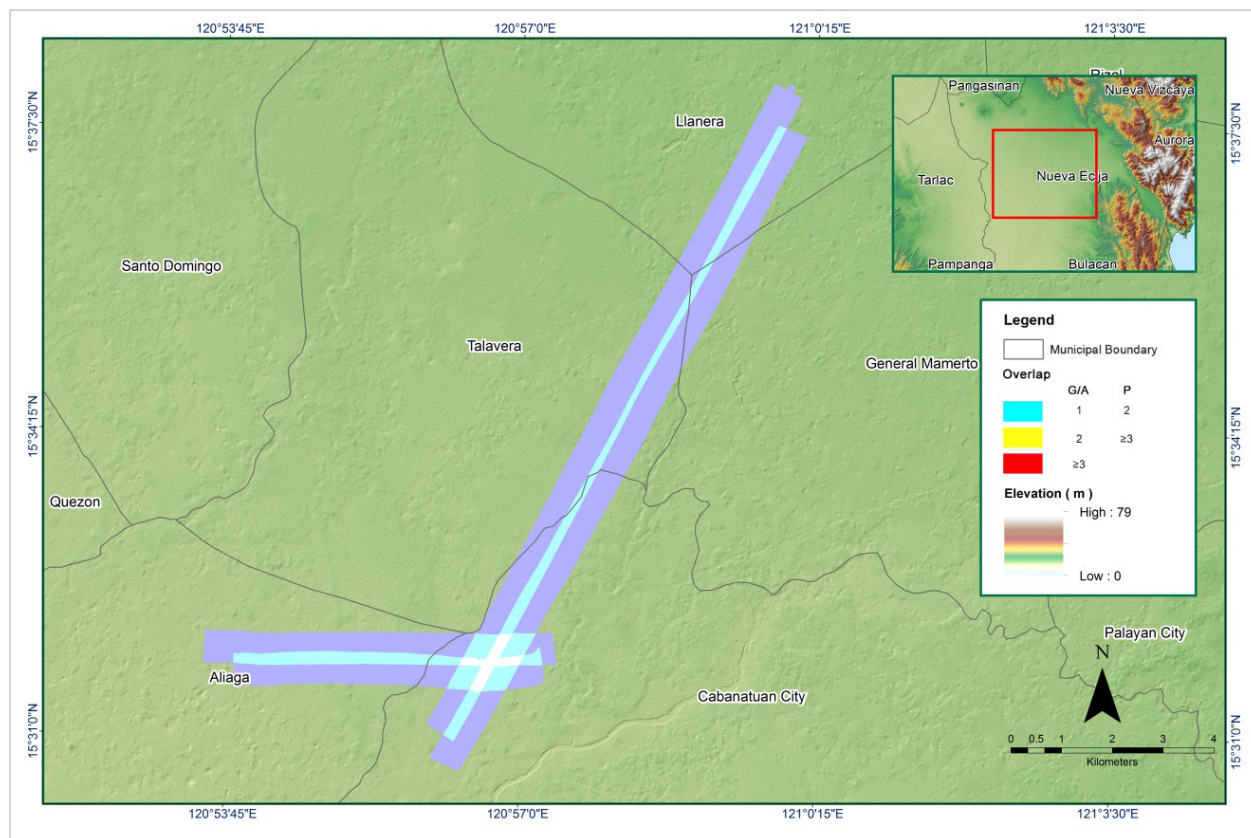 120°53'45"E
120°57'0"E
121°0'15"E
121°3'30"E
15°37'30"N
15°34'15"N
15°31'0"N
Llanera
Rizal
Santo Domingo
Talavera
General Mamerto
Quezon
Aliaga
Cabanatuan City
Palayan City
Pangasinan
Nueva Vizcaya
Aurora
Tarlac
Nueva Ecija
Pampanga
Bulacan
15°37'30"N
15°34'15"N
15°31'0"N
Legend
Municipal Boundary
Overlap
G/A P
1 2
2 ≥3
≥3
Elevation ( m )
High : 79
Low : 0
N
0 0.5 1 2 3 4
Kilometers
120°53'45"E
120°57'0"E
121°0'15"E
121°3'30"E